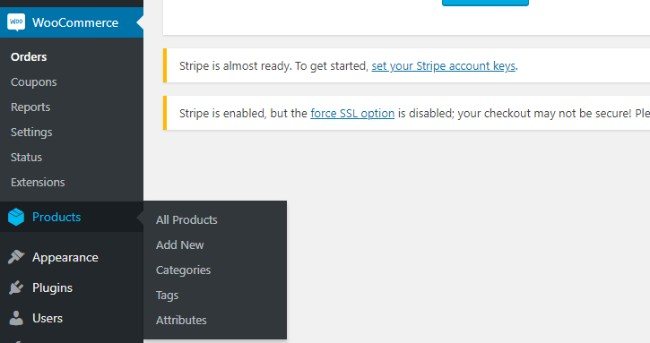 WOO
WooCommerce
Orders
Coupons
Reports
Settings
Status
Extensions
Products
Appearance
Plugins
Users
All Products
Add New
Categories
Tags
Attributes
Stripe is almost ready. To get started, set your Stripe account keys.
Stripe is enabled, but the force SSL option is disabled; your checkout may not be secure! Ple